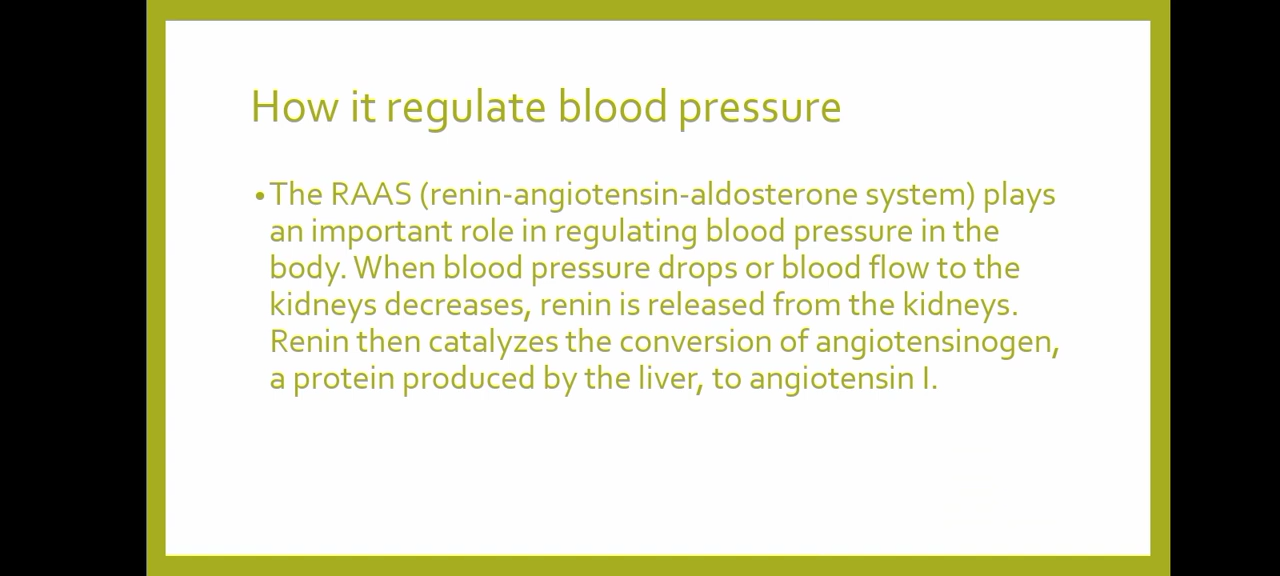 How it regulate blood pressure
•The RAAS (renin-angiotensin-aldosterone system) plays
an important role in regulating blood pressure in the
body. When blood pressure drops or blood flow to the
kidneys decreases, renin is released from the kidneys.
Renin then catalyzes the conversion of angiotensinogen,
a protein produced by the liver, to angiotensin I.